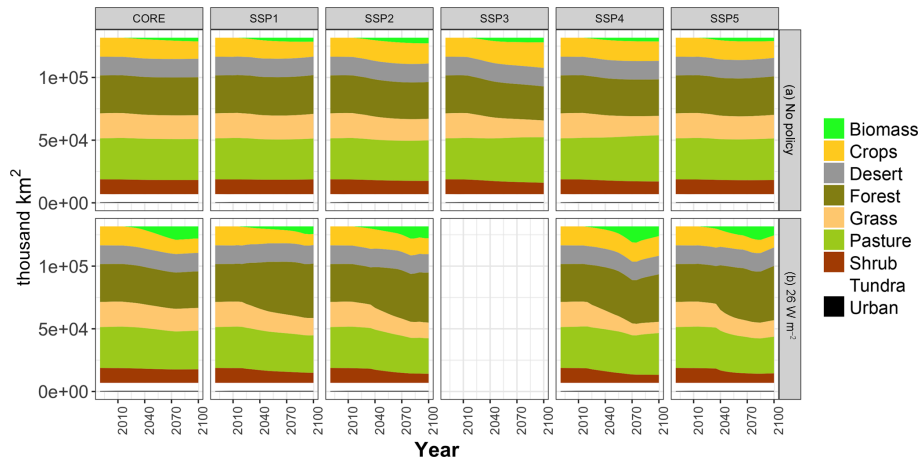 CORE SSP1 SSP2 SSP3 SSP4 SSP5
thousand km²
1e+05
5e+04
0e+00
(a) No policy
1e+05
5e+04
0e+00
(b) 26 W m⁻²
2010 2040 2070 2100 2010 2040 2070 2100 2010 2040 2070 2100 2010 2040 2070 2100 2010 2040 2070 2100 2010 2040 2070 2100
Year
Biomass
Crops
Desert
Forest
Grass
Pasture
Shrub
Tundra
Urban